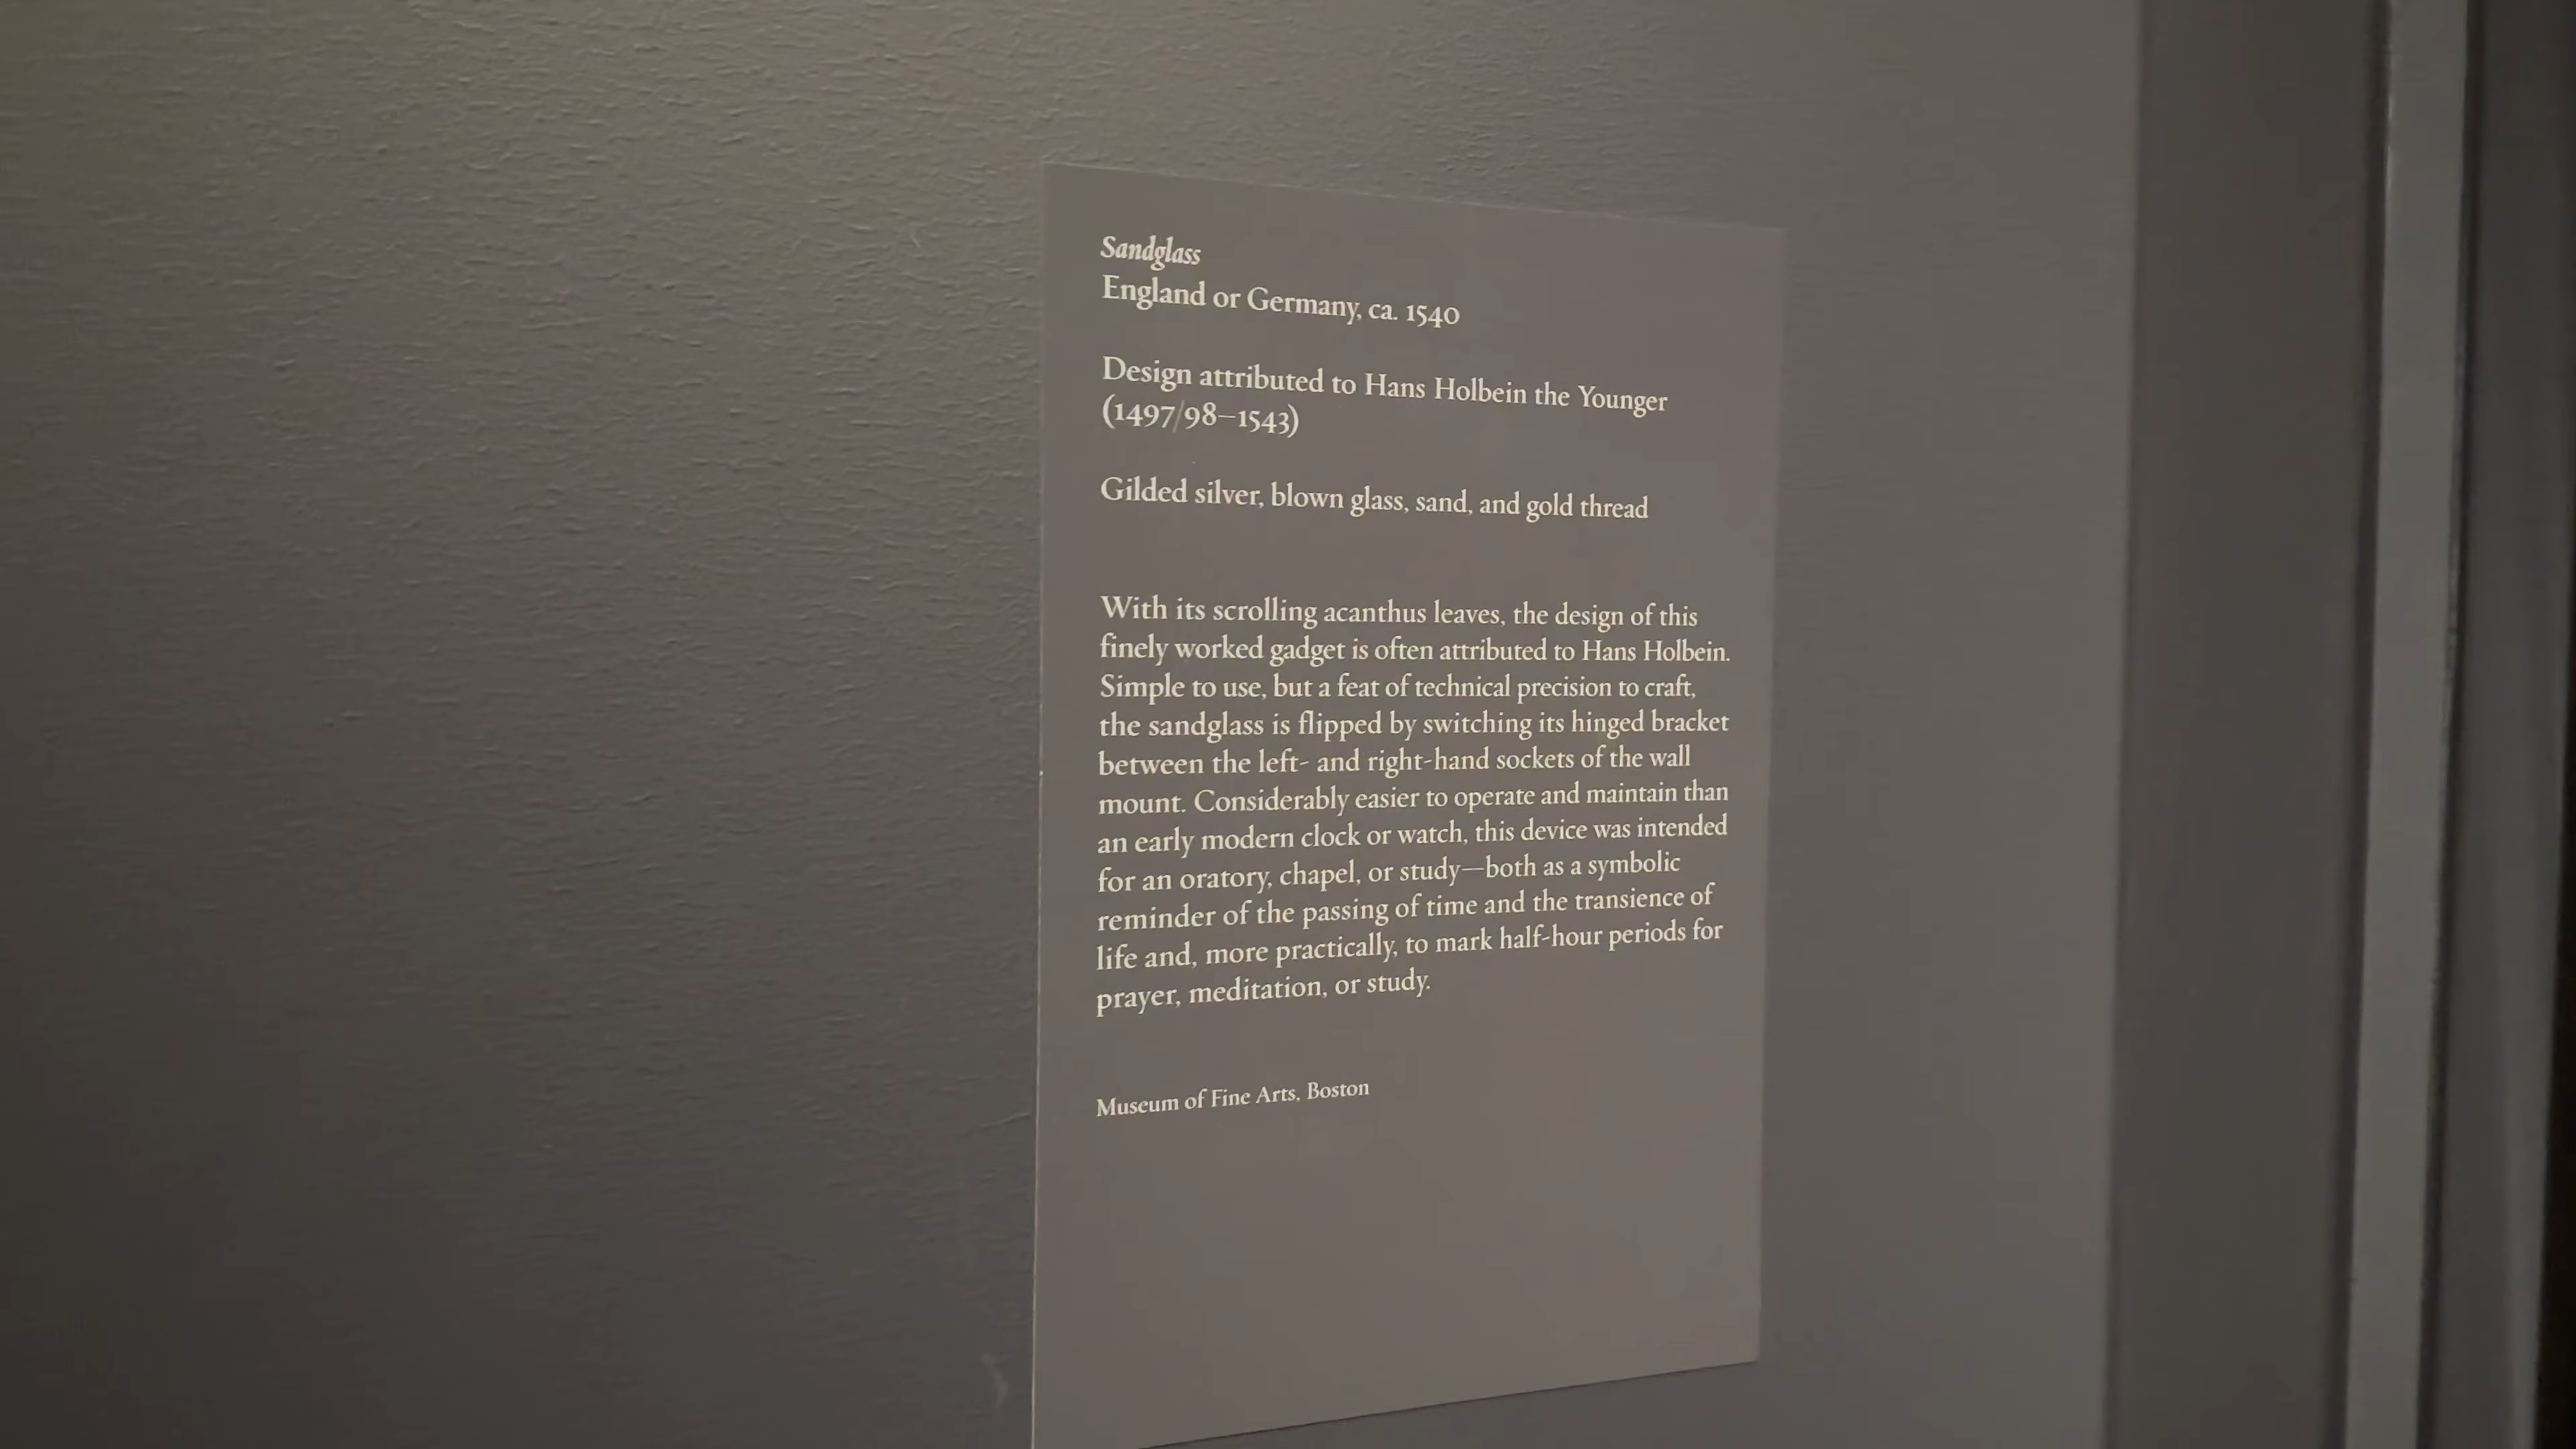 Sandglass
England or Germany, ca. 1540
Design attributed to Hans Holbein the Younger
(1497/98–1543)
Gilded silver, blown glass, sand, and gold thread
With its scrolling acanthus leaves, the design of this
finely worked gadget is often attributed to Hans Holbein.
Simple to use, but a feat of technical precision to craft,
the sandglass is flipped by switching its hinged bracket
between the left- and right-hand sockets of the wall
mount. Considerably easier to operate and maintain than
an early modern clock or watch, this device was intended
for an oratory, chapel, or study—both as a symbolic
reminder of the passing of time and the transience of
life and, more practically, to mark half-hour periods for
prayer, meditation, or study.
Museum of Fine Arts, Boston